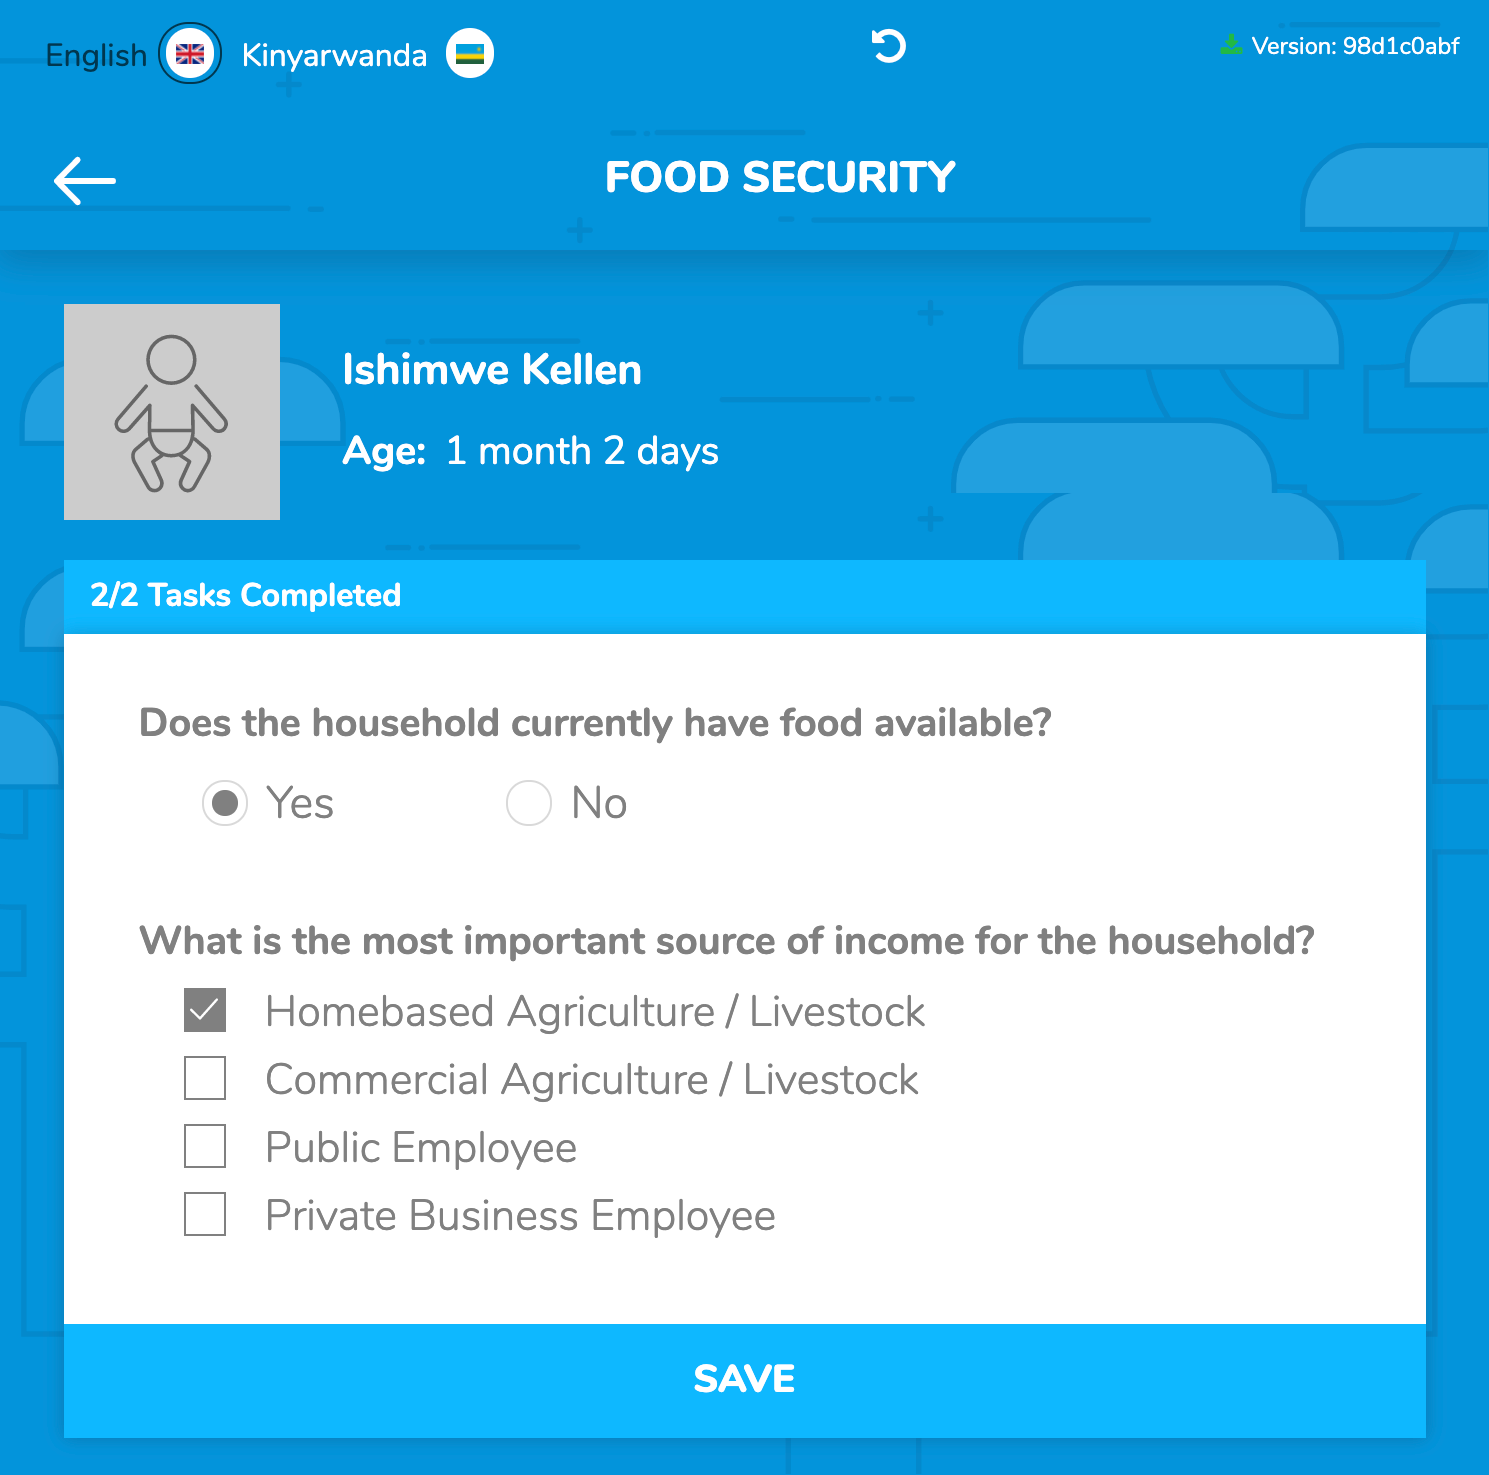 English Kinyarwanda Version: 98d1c0abf
FOOD SECURITY
Ishimwe Kellen
Age: 1 month 2 days
2/2 Tasks Completed
Does the household currently have food available?
Yes No
What is the most important source of income for the household?
Homebased Agriculture / Livestock
Commercial Agriculture / Livestock
Public Employee
Private Business Employee
SAVE